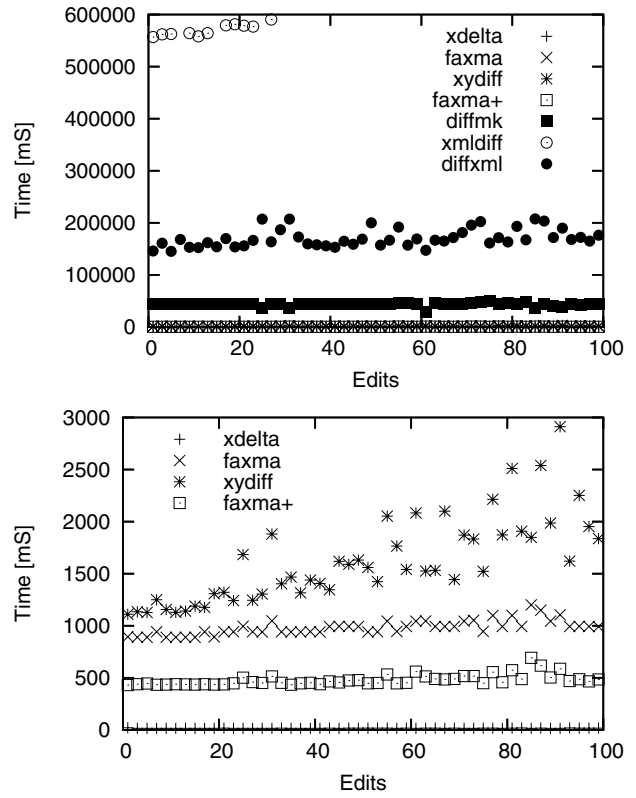 600000
500000
400000
300000
200000
100000
0
Time [mS]
xdelta
faxma
xydiff
faxma+
diffmk
xmldiff
diffxml
0 20 40 60 80 100
Edits
3000
2500
2000
1500
1000
500
0
Time [mS]
xdelta
faxma
xydiff
faxma+
0 20 40 60 80 100
Edits